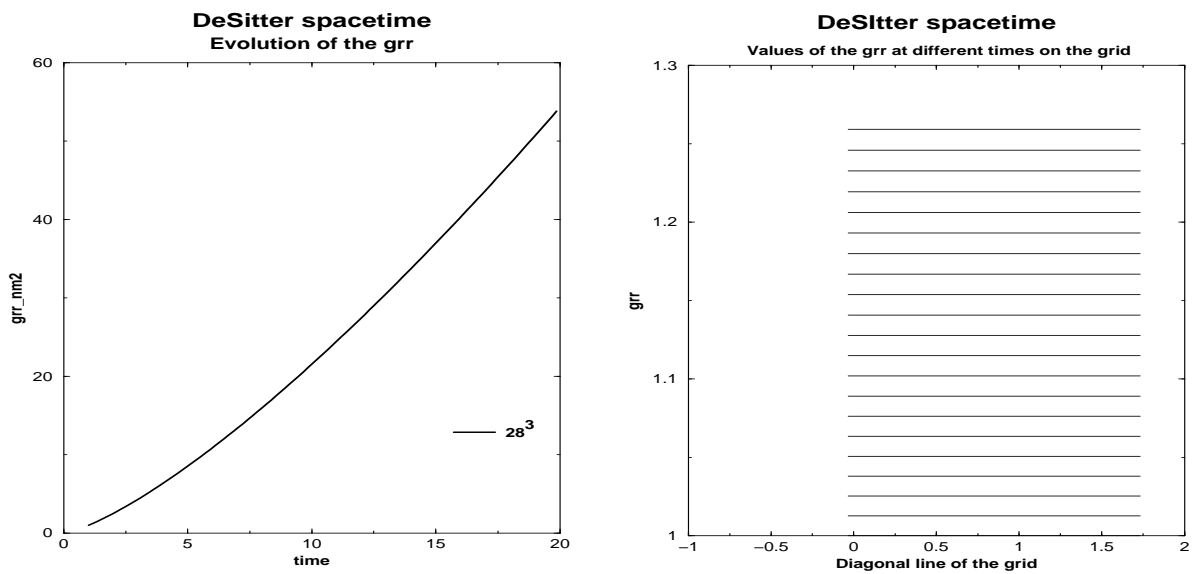 DeSitter spacetime
Evolution of the grr
60
40
20
0
0 5 10 15 20
grr_nm2
time
28^3
DeSItter spacetime
Values of the grr at different times on the grid
1.3
1.2
1.1
1
−1 −0.5 0 0.5 1 1.5 2
grr
Diagonal line of the grid